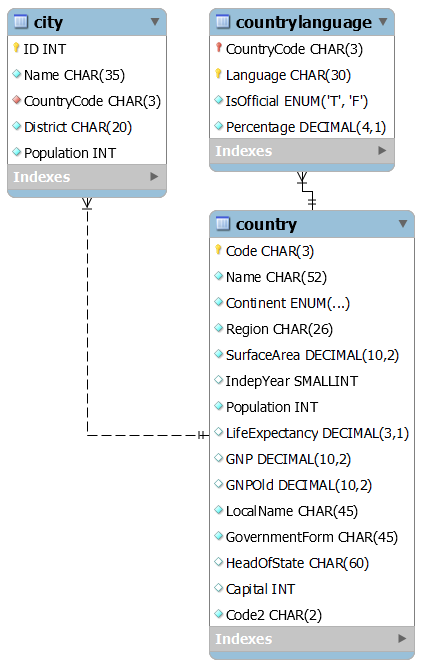 city
ID INT
Name CHAR(35)
CountryCode CHAR(3)
District CHAR(20)
Population INT
Indexes
countrylanguage
CountryCode CHAR(3)
Language CHAR(30)
IsOfficial ENUM('T', 'F')
Percentage DECIMAL(4,1)
Indexes
country
Code CHAR(3)
Name CHAR(52)
Continent ENUM(...)
Region CHAR(26)
SurfaceArea DECIMAL(10,2)
IndepYear SMALLINT
Population INT
LifeExpectancy DECIMAL(3,1)
GNP DECIMAL(10,2)
GNPOld DECIMAL(10,2)
LocalName CHAR(45)
GovernmentForm CHAR(45)
HeadOfState CHAR(60)
Capital INT
Code2 CHAR(2)
Indexes